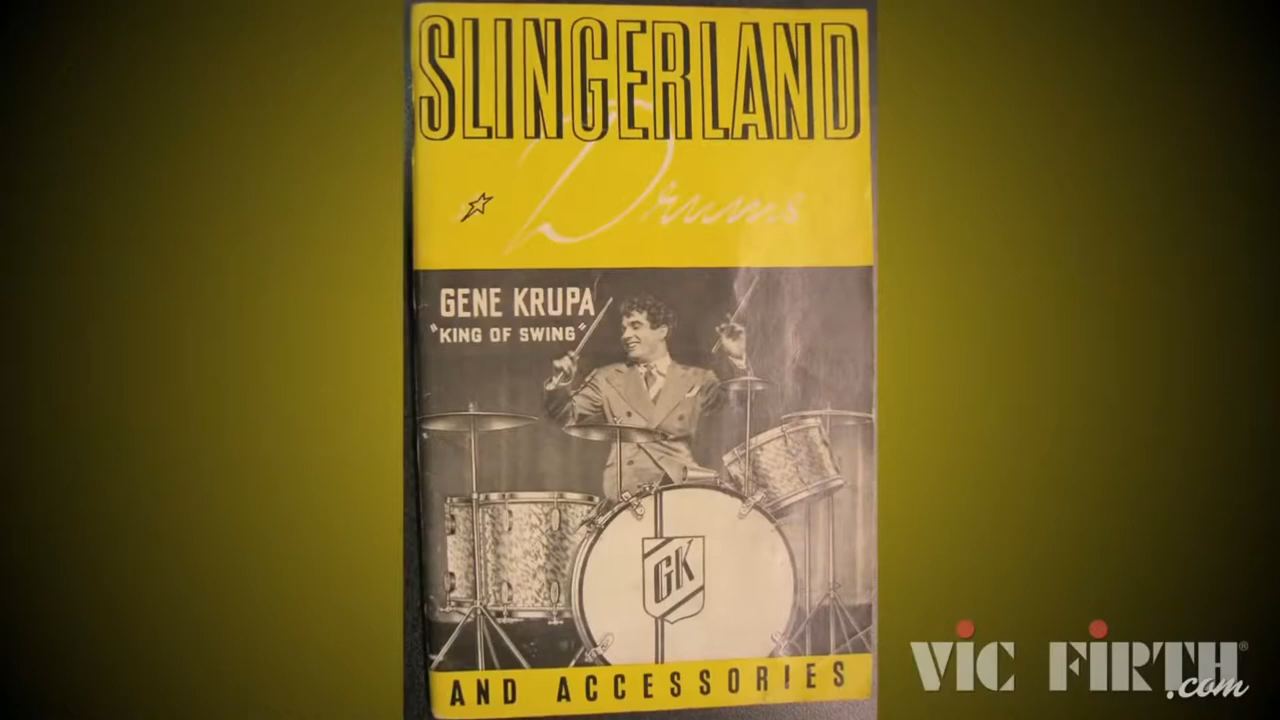 SLINGERLAND
Drums
GENE KRUPA
"KING OF SWING"
GK
AND ACCESSORIES
VIC FIRTH®
.com